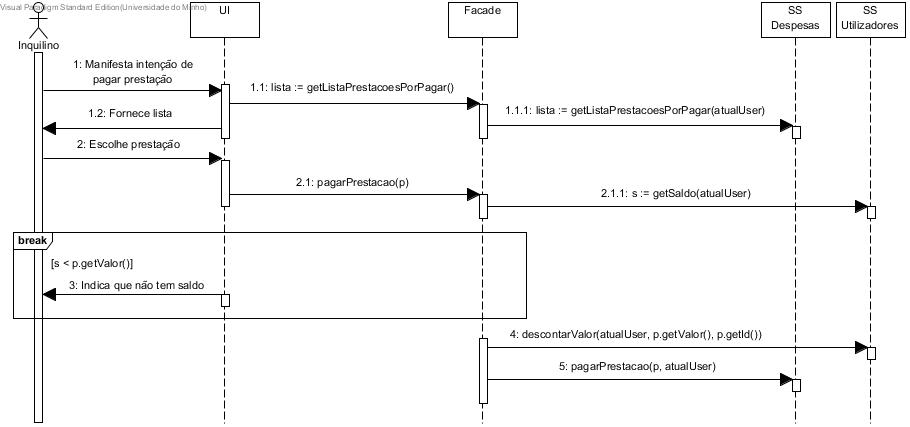 Visual Paradigm Standard Edition(Universidade do Minho)
UI
Facade
SS
Despesas
SS
Utilizadores
Inquilino
1: Manifesta intenção de
pagar prestação
1.1: lista := getListaPrestacoesPorPagar()
1.1.1: lista := getListaPrestacoesPorPagar(atualUser)
1.2: Fornece lista
2: Escolhe prestação
2.1: pagarPrestacao(p)
2.1.1: s := getSaldo(atualUser)
break
[s < p.getValor()]
3: Indica que não tem saldo
4: descontarValor(atualUser, p.getValor(), p.getId())
5: pagarPrestacao(p, atualUser)